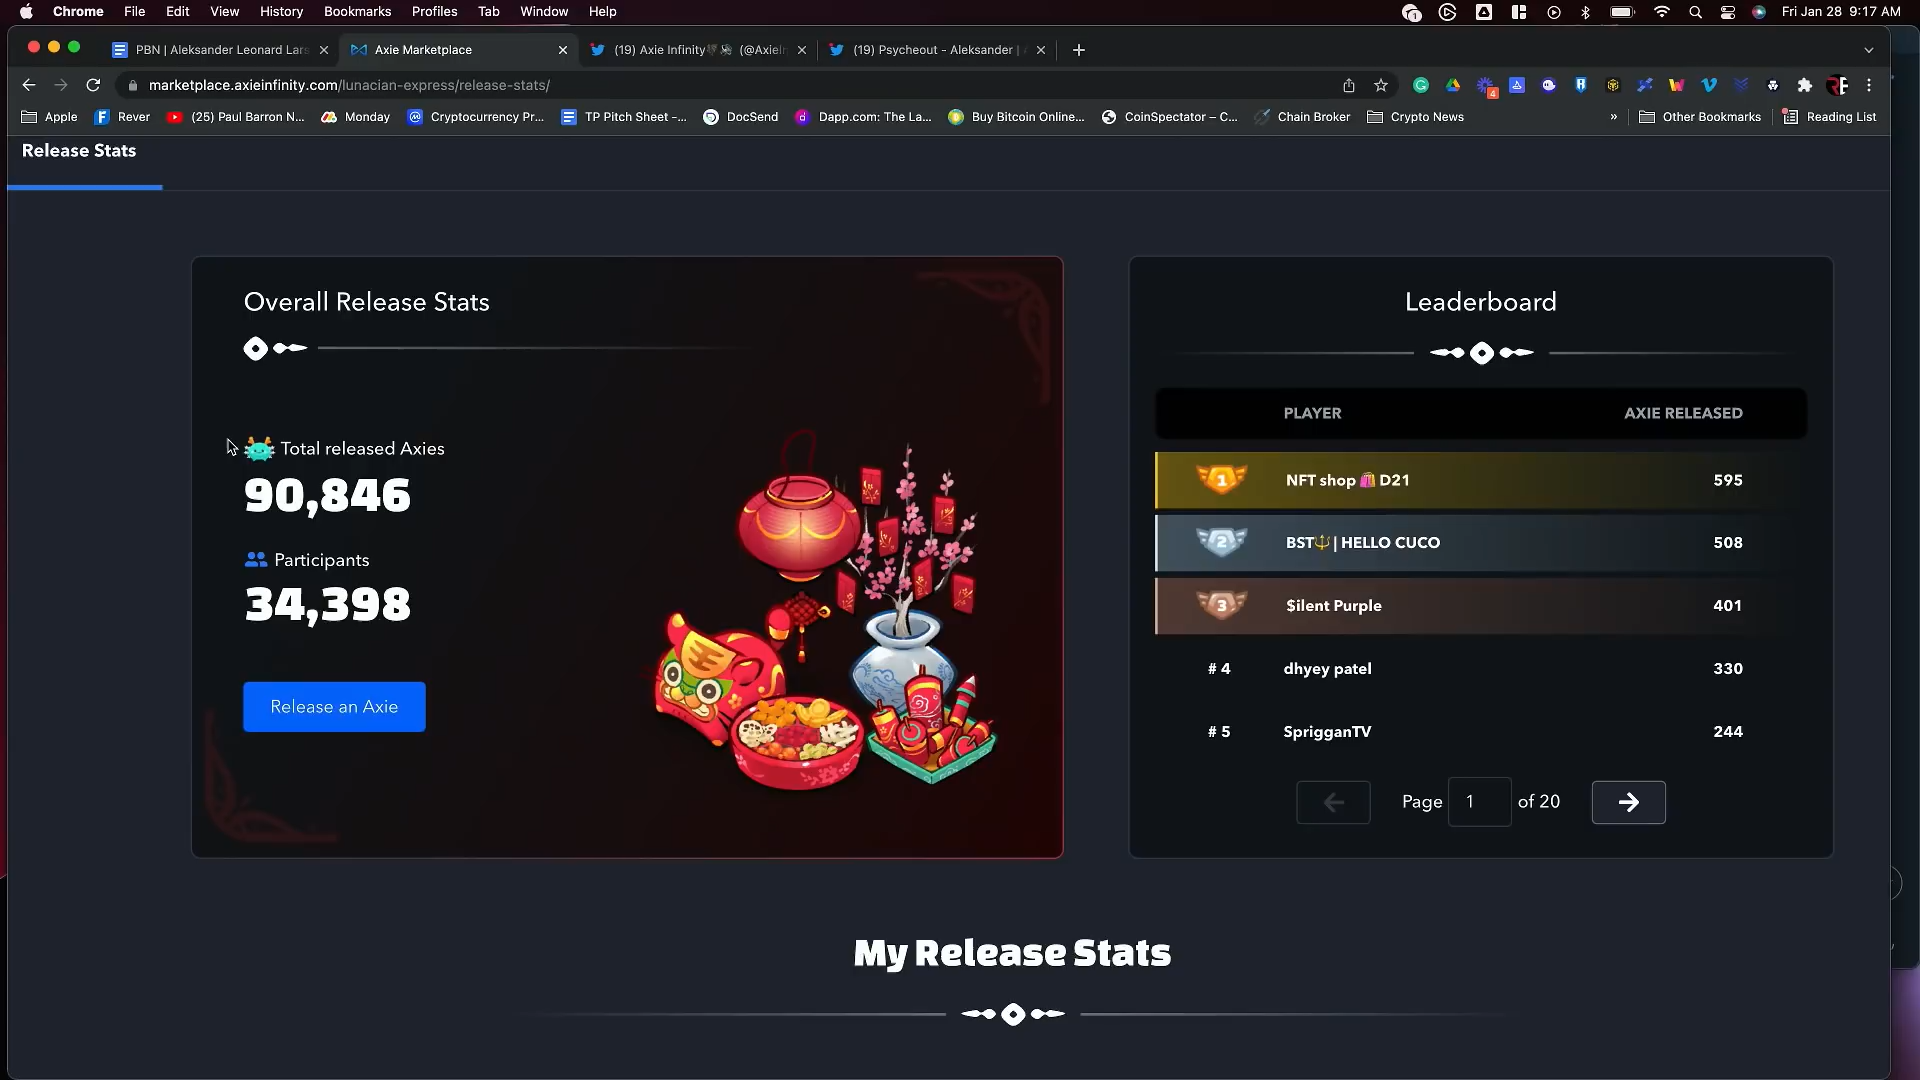 Chrome File Edit View History Bookmarks Profiles Tab Window Help Fri Jan 28 9:17 AM
PBN | Aleksander Leonard Lars Axie Marketplace (19) Axie Infinity (@AxieIn (19) Psycheout - Aleksander |
marketplace.axieinfinity.com/lunacian-express/release-stats/ 4
Apple Rever (25) Paul Barron N... Monday Cryptocurrency Pr... TP Pitch Sheet –... DocSend Dapp.com: The La... Buy Bitcoin Online... CoinSpectator – C... Chain Broker Crypto News » Other Bookmarks Reading List
Release Stats
Overall Release Stats
Total released Axies
90,846
Participants
34,398
Release an Axie
Leaderboard
PLAYER AXIE RELEASED
1 NFT shop 🛍️ D21 595
2 BST🔱 | HELLO CUCO 508
3 $ilent Purple 401
# 4 dhyey patel 330
# 5 SprigganTV 244
Page 1 of 20
My Release Stats